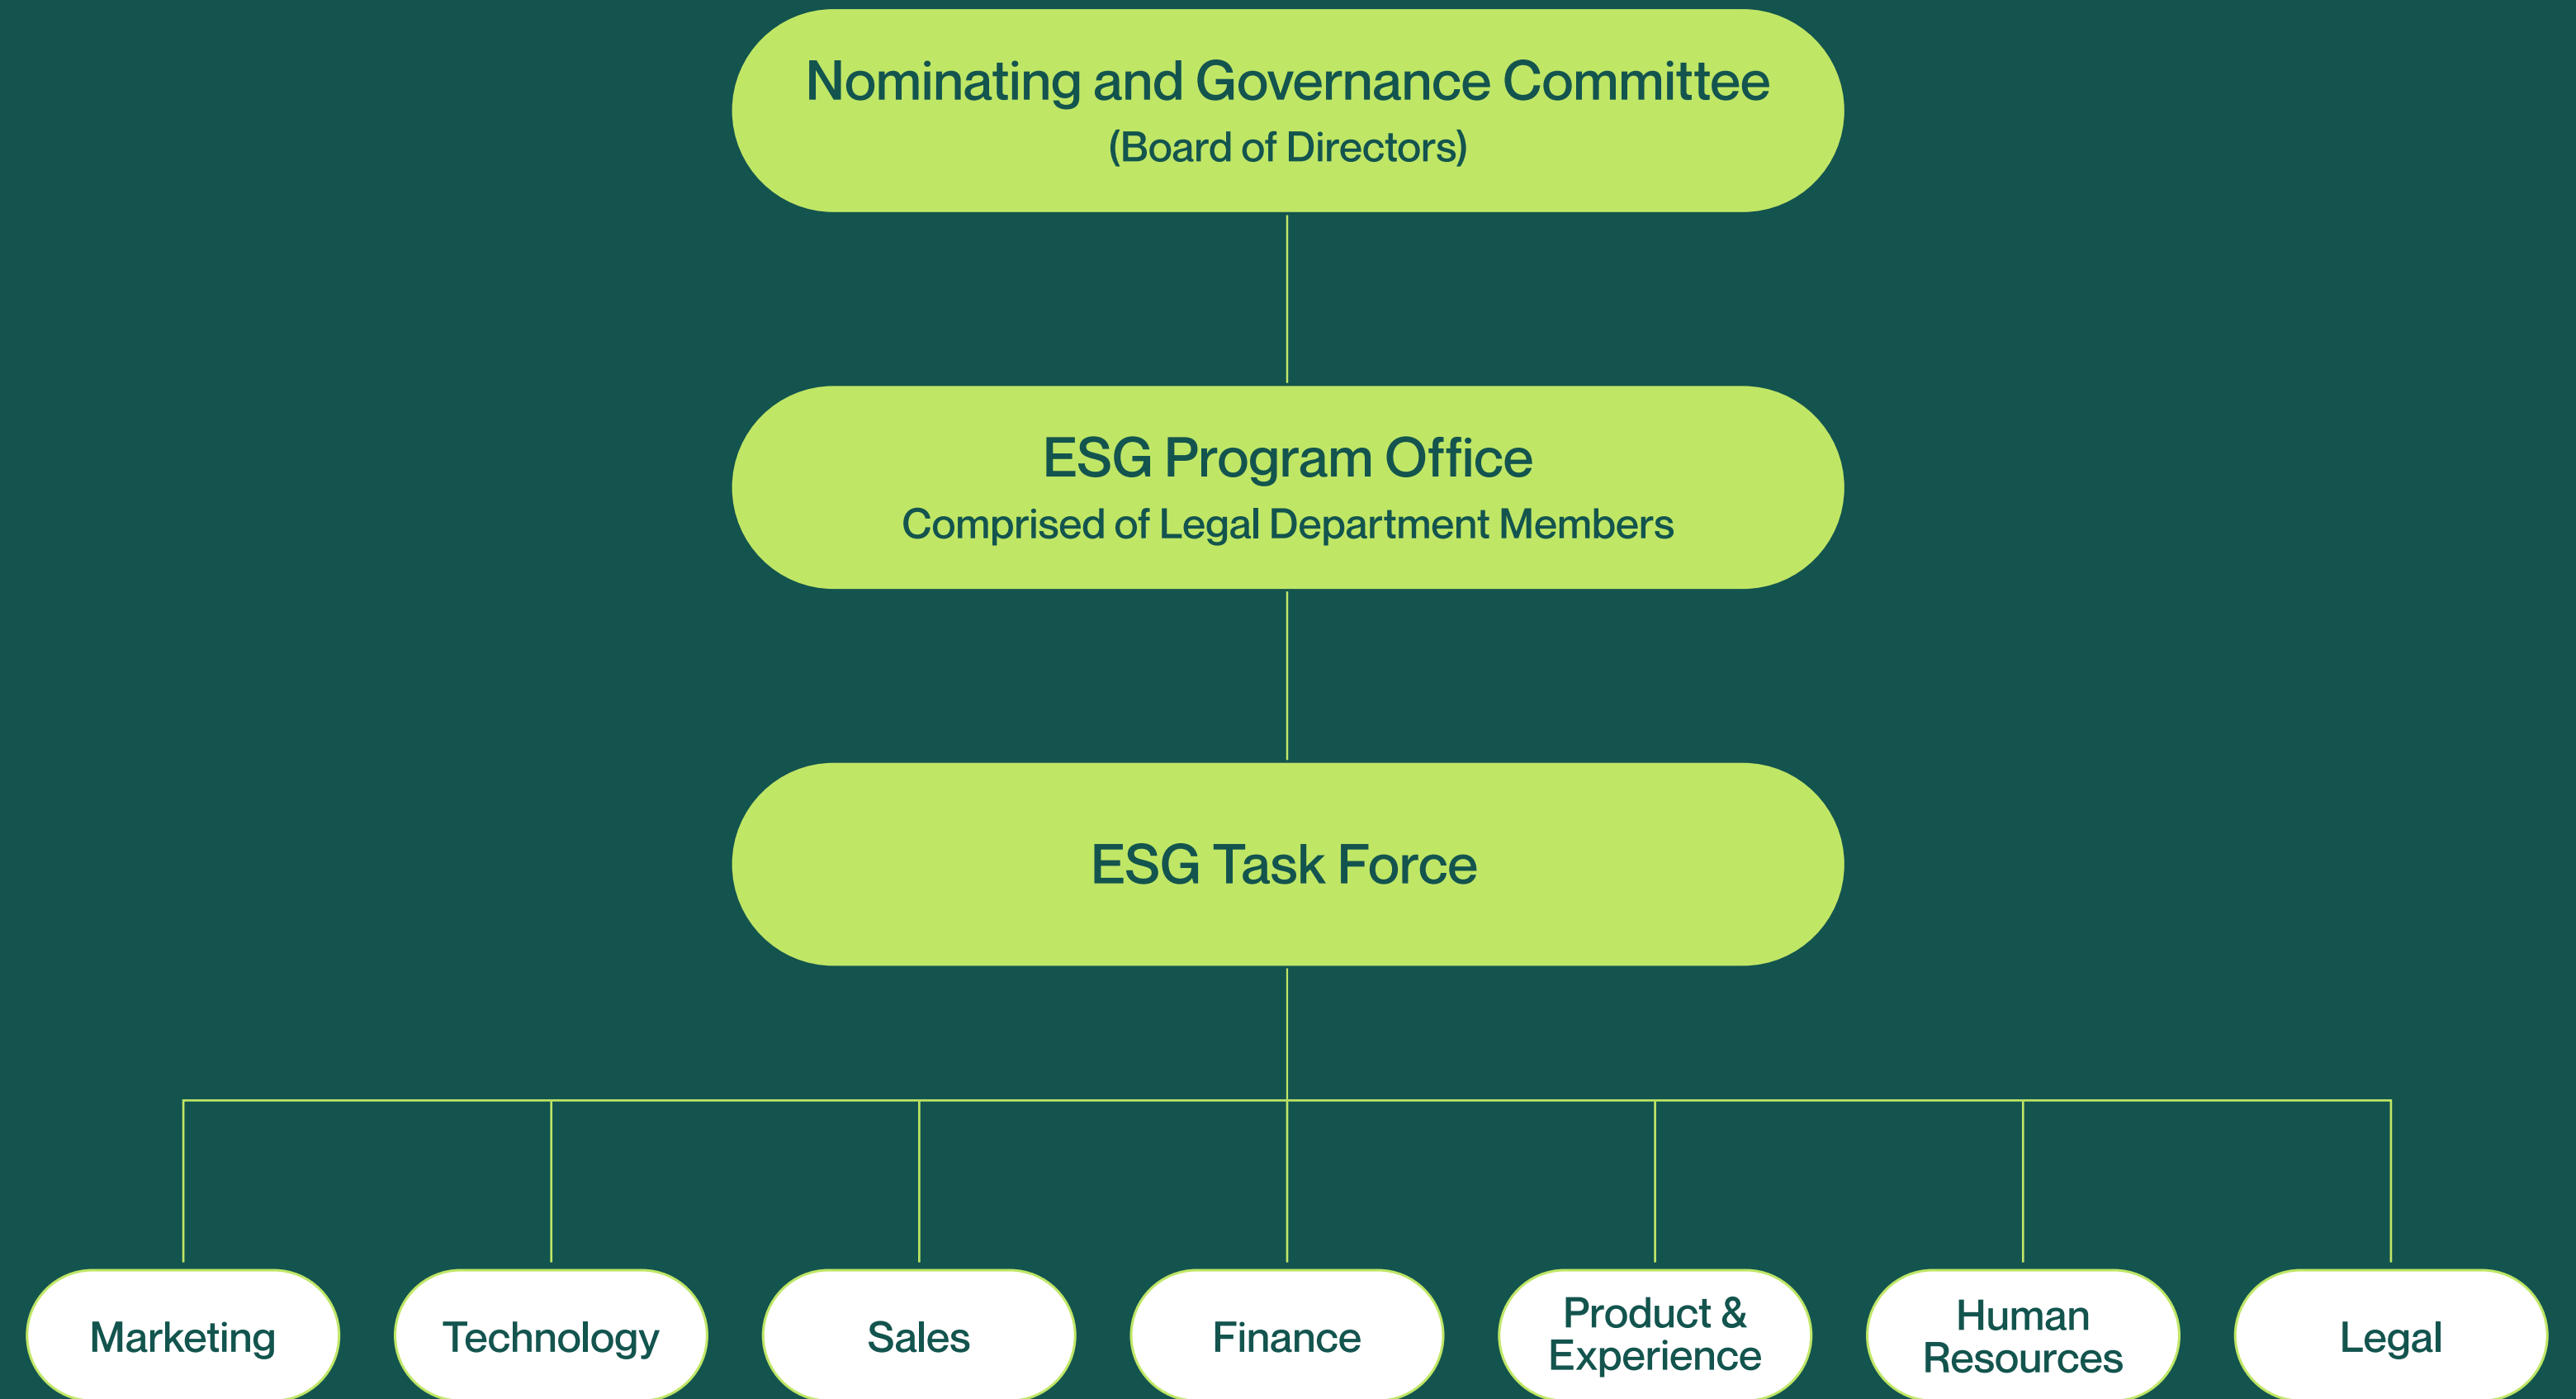 Nominating and Governance Committee
(Board of Directors)
ESG Program Office
Comprised of Legal Department Members
ESG Task Force
Marketing
Technology
Sales
Finance
Product &
Experience
Human
Resources
Legal